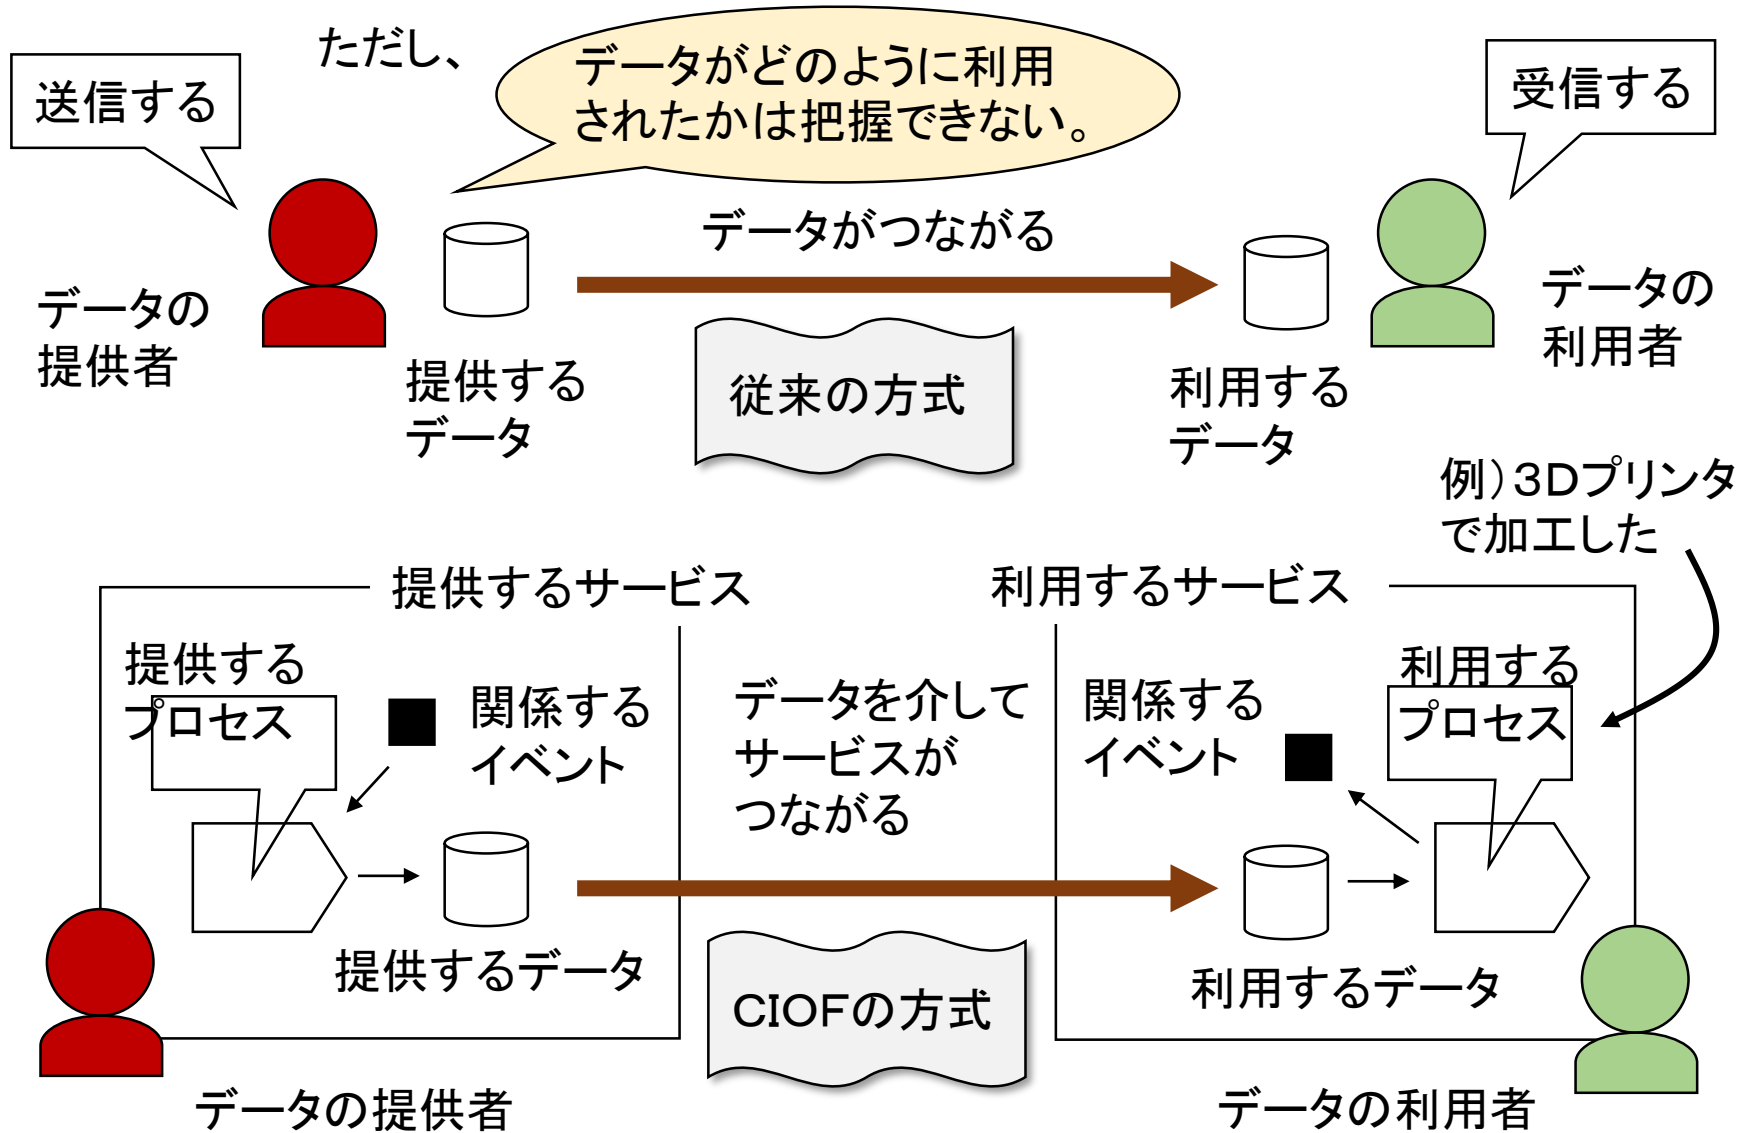 ただし、
送信する
データがどのように利用
されたかは把握できない。
受信する
データがつながる
データの
提供者
提供する
データ
従来の方式
利用する
データ
データの
利用者
例）３Dプリンタ
で加工した
提供するサービス
利用するサービス
提供する
プロセス
関係する
イベント
データを介して
サービスが
つながる
関係する
イベント
利用する
プロセス
提供するデータ
CIOFの方式
利用するデータ
データの提供者
データの利用者